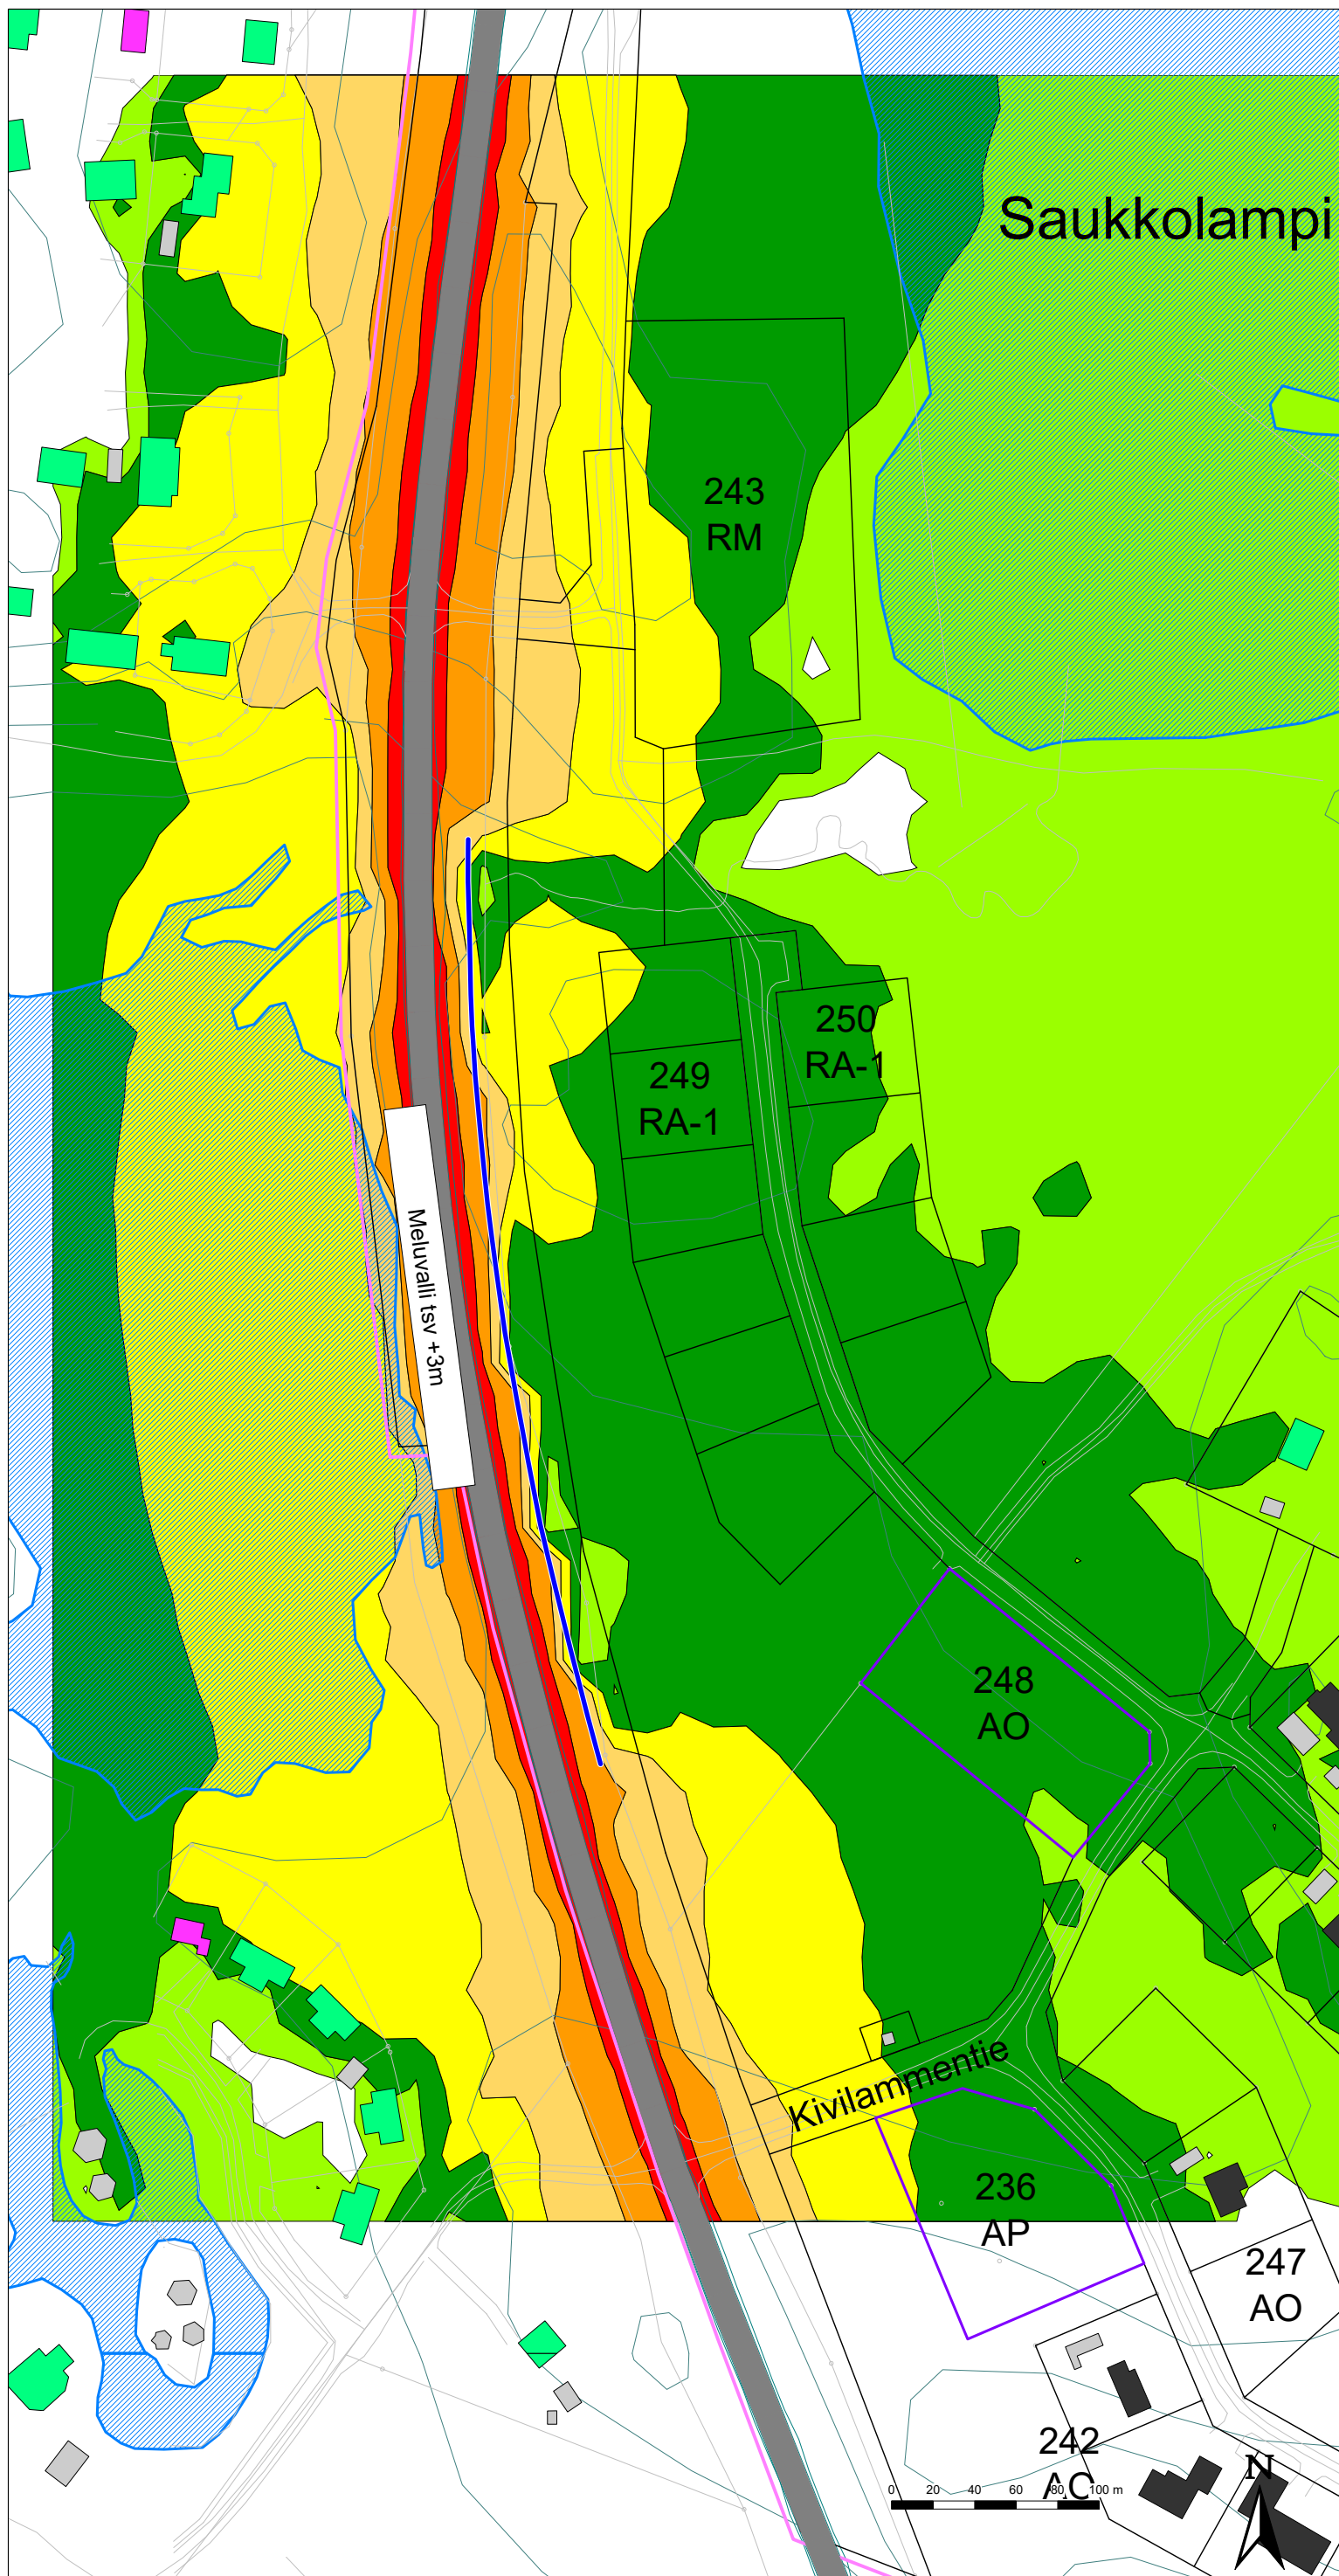 Saukkolampi
243
RM
250
RA-1
249
RA-1
Meluvalli tsv +3m
248
AO
Kivilammentie
236
AP
247
AO
242
AO
N
0 20 40 60 80 100 m